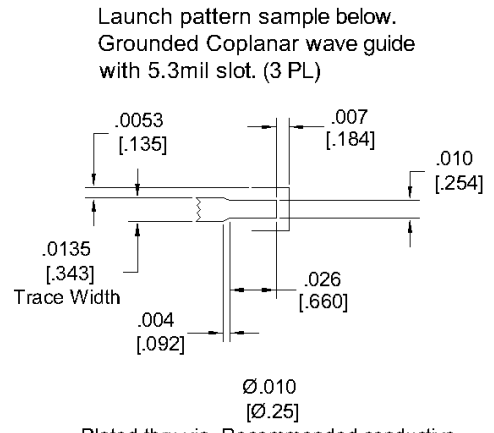 Launch pattern sample below.
Grounded Coplanar wave guide
with 5.3mil slot. (3 PL)
.0053
[.135]
.007
[.184]
.010
[.254]
.0135
[.343]
Trace Width
.026
[.660]
.004
[.092]
Ø.010
[Ø.25]
Plated thru via. Recommended conductive